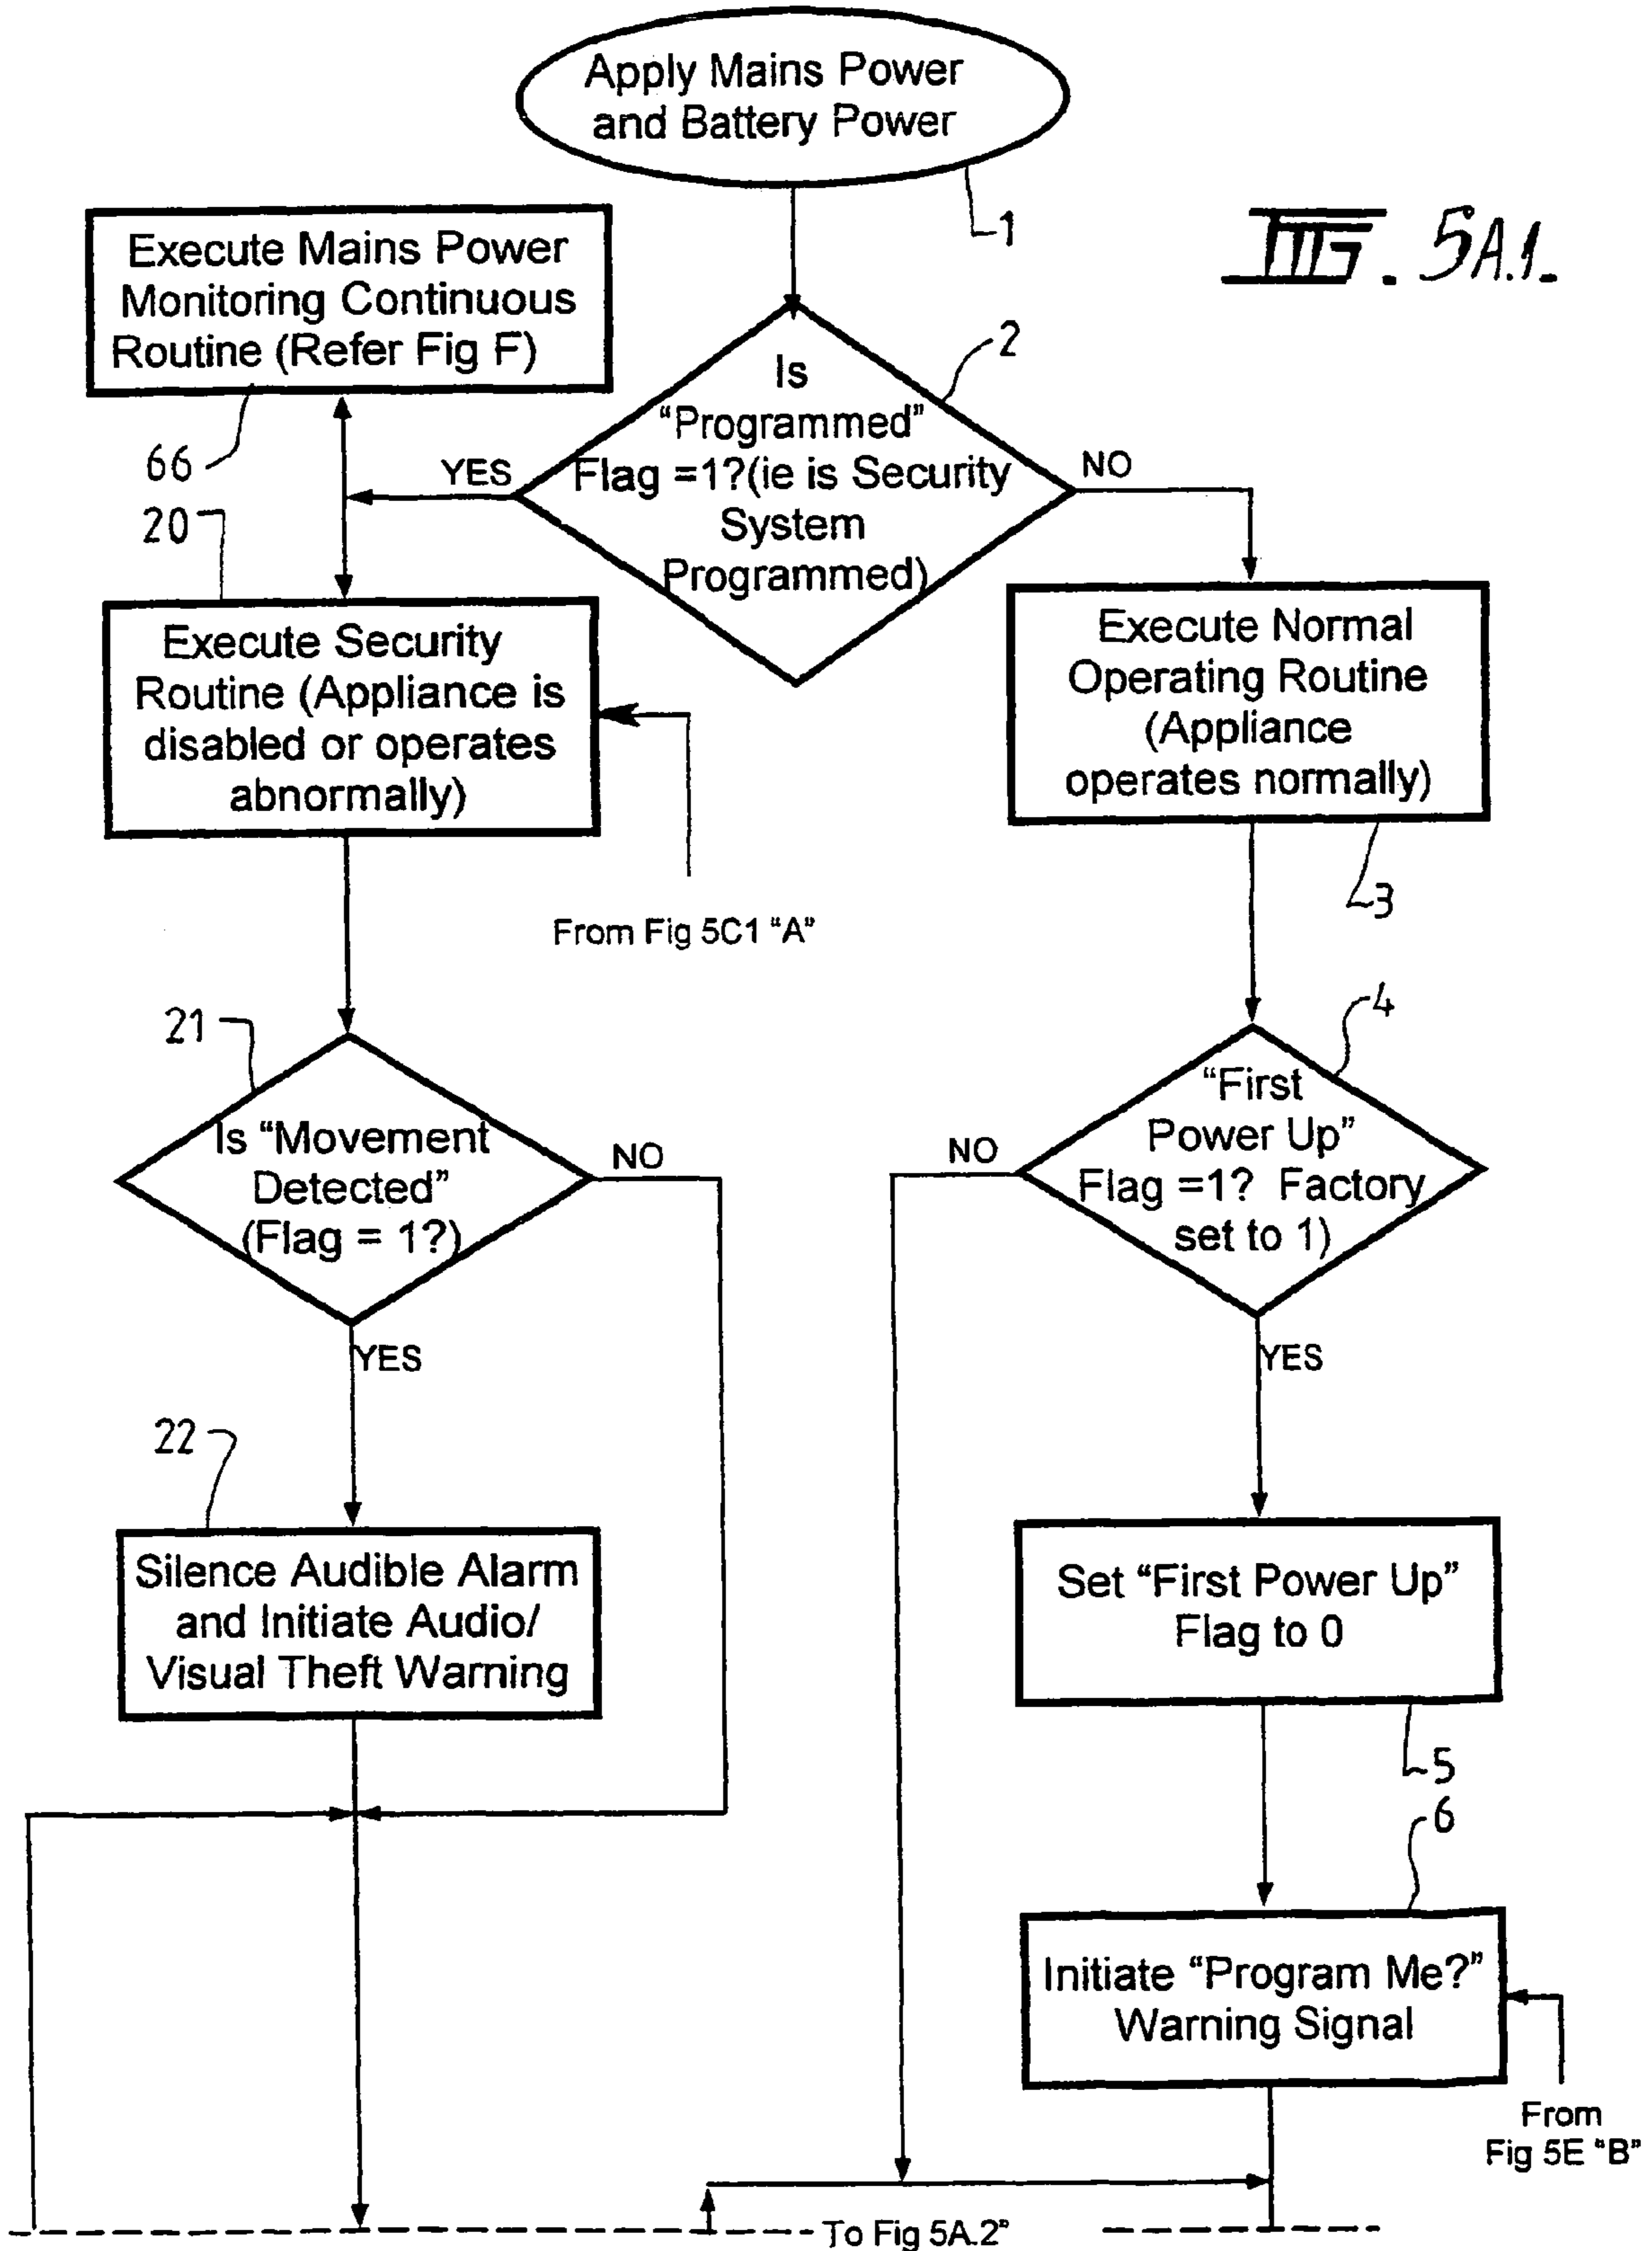 Apply Mains Power
and Battery Power
1
FIG. 5A.1.
Execute Mains Power
Monitoring Continuous
Routine (Refer Fig F)
66
2
Is
“Programmed”
Flag =1?(ie is Security
System
Programmed)
YES
NO
20
Execute Security
Routine (Appliance is
disabled or operates
abnormally)
Execute Normal
Operating Routine
(Appliance
operates normally)
3
From Fig 5C1 “A”
21
Is “Movement
Detected”
(Flag = 1?)
NO
YES
4
“First
Power Up”
Flag =1? Factory
set to 1)
NO
YES
22
Silence Audible Alarm
and Initiate Audio/
Visual Theft Warning
Set “First Power Up”
Flag to 0
5
6
Initiate “Program Me?”
Warning Signal
From
Fig 5E “B”
To Fig 5A.2”